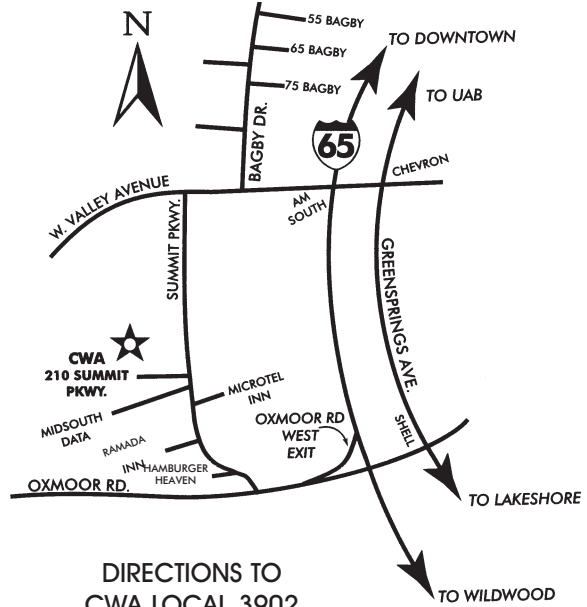 N
55 BAGBY
65 BAGBY
75 BAGBY
BAGBY DR.
TO DOWNTOWN
TO UAB
65
CHEVRON
W. VALLEY AVENUE
AM
SOUTH
SUMMIT PKWY.
GREENSPRINGS AVE.
CWA
210 SUMMIT
PKWY.
MICROTEL
INN
MIDSOUTH
DATA
OXMOOR RD
WEST
EXIT
SHELL
RAMADA
INN
HAMBURGER
HEAVEN
OXMOOR RD.
TO LAKESHORE
TO WILDWOOD
DIRECTIONS TO
CWA LOCAL 3902